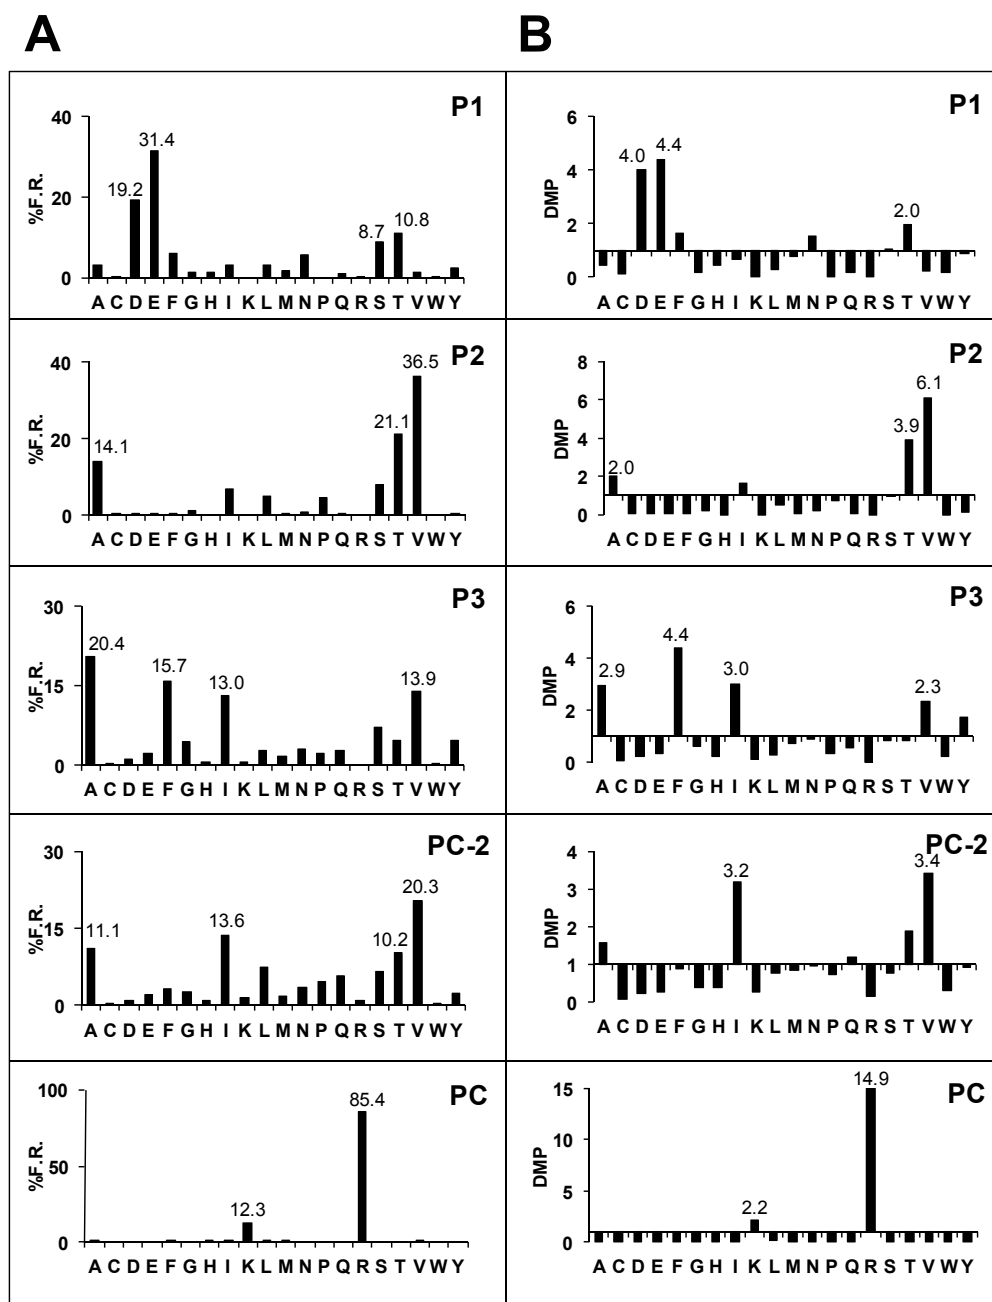 A
B
P1
%F.R.
40
20
0
19.2
31.4
8.7
10.8
A C D E F G H I K L M N P Q R S T V W Y
P1
DMP
6
4
2
0
4.0
4.4
2.0
A C D E F G H I K L M N P Q R S T V W Y
P2
%F.R.
40
20
0
14.1
21.1
36.5
A C D E F G H I K L M N P Q R S T V W Y
P2
DMP
8
6
4
2
0
2.0
3.9
6.1
A C D E F G H I K L M N P Q R S T V W Y
P3
%F.R.
30
15
0
20.4
15.7
13.0
13.9
A C D E F G H I K L M N P Q R S T V W Y
P3
DMP
6
4
2
0
2.9
4.4
3.0
2.3
A C D E F G H I K L M N P Q R S T V W Y
PC-2
%F.R.
30
15
0
11.1
13.6
10.2
20.3
A C D E F G H I K L M N P Q R S T V W Y
PC-2
DMP
4
3
2
1
0
3.2
3.4
A C D E F G H I K L M N P Q R S T V W Y
PC
%F.R.
100
50
0
12.3
85.4
A C D E F G H I K L M N P Q R S T V W Y
PC
DMP
15
10
5
0
2.2
14.9
A C D E F G H I K L M N P Q R S T V W Y